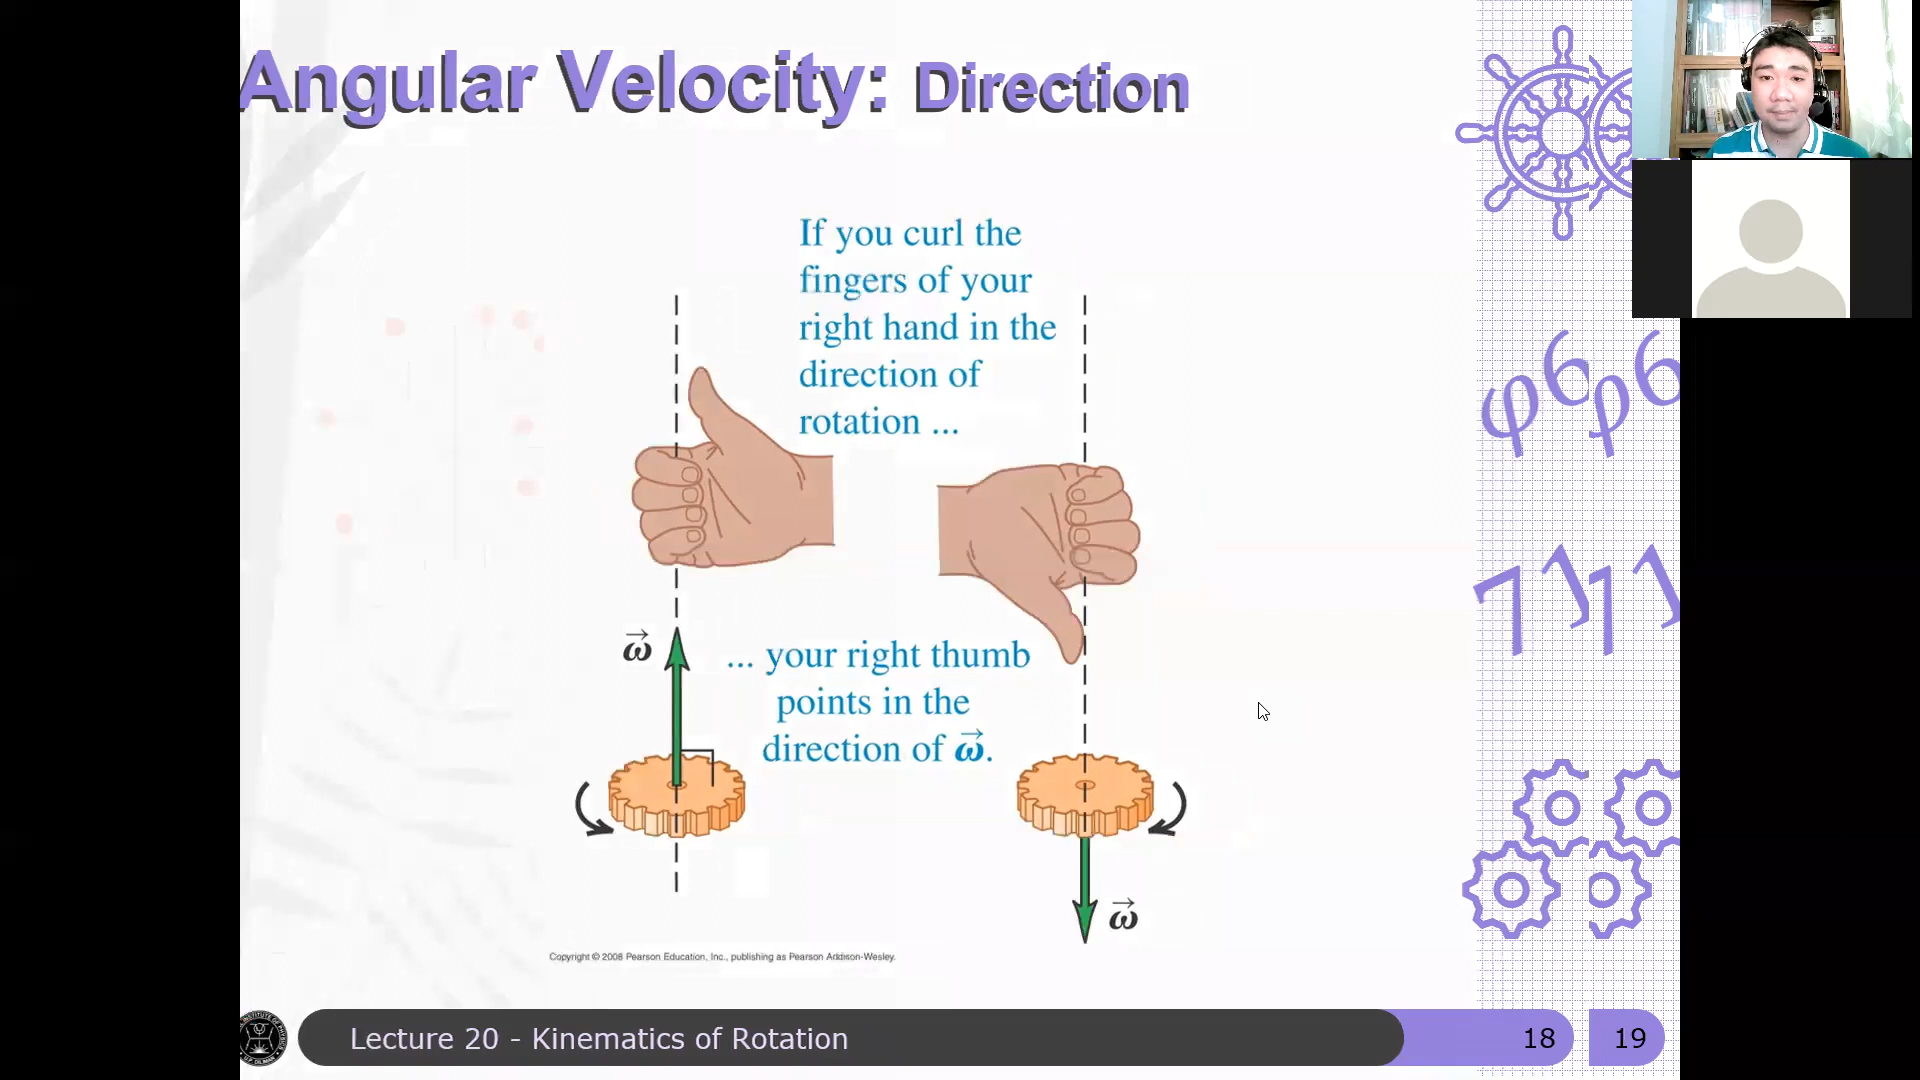 Angular Velocity: Direction
If you curl the
fingers of your
right hand in the
direction of
rotation ...
ω⃗
... your right thumb
points in the
direction of ω⃗.
ω⃗
Copyright © 2008 Pearson Education, Inc., publishing as Pearson Addison-Wesley.
Lecture 20 - Kinematics of Rotation
18
19